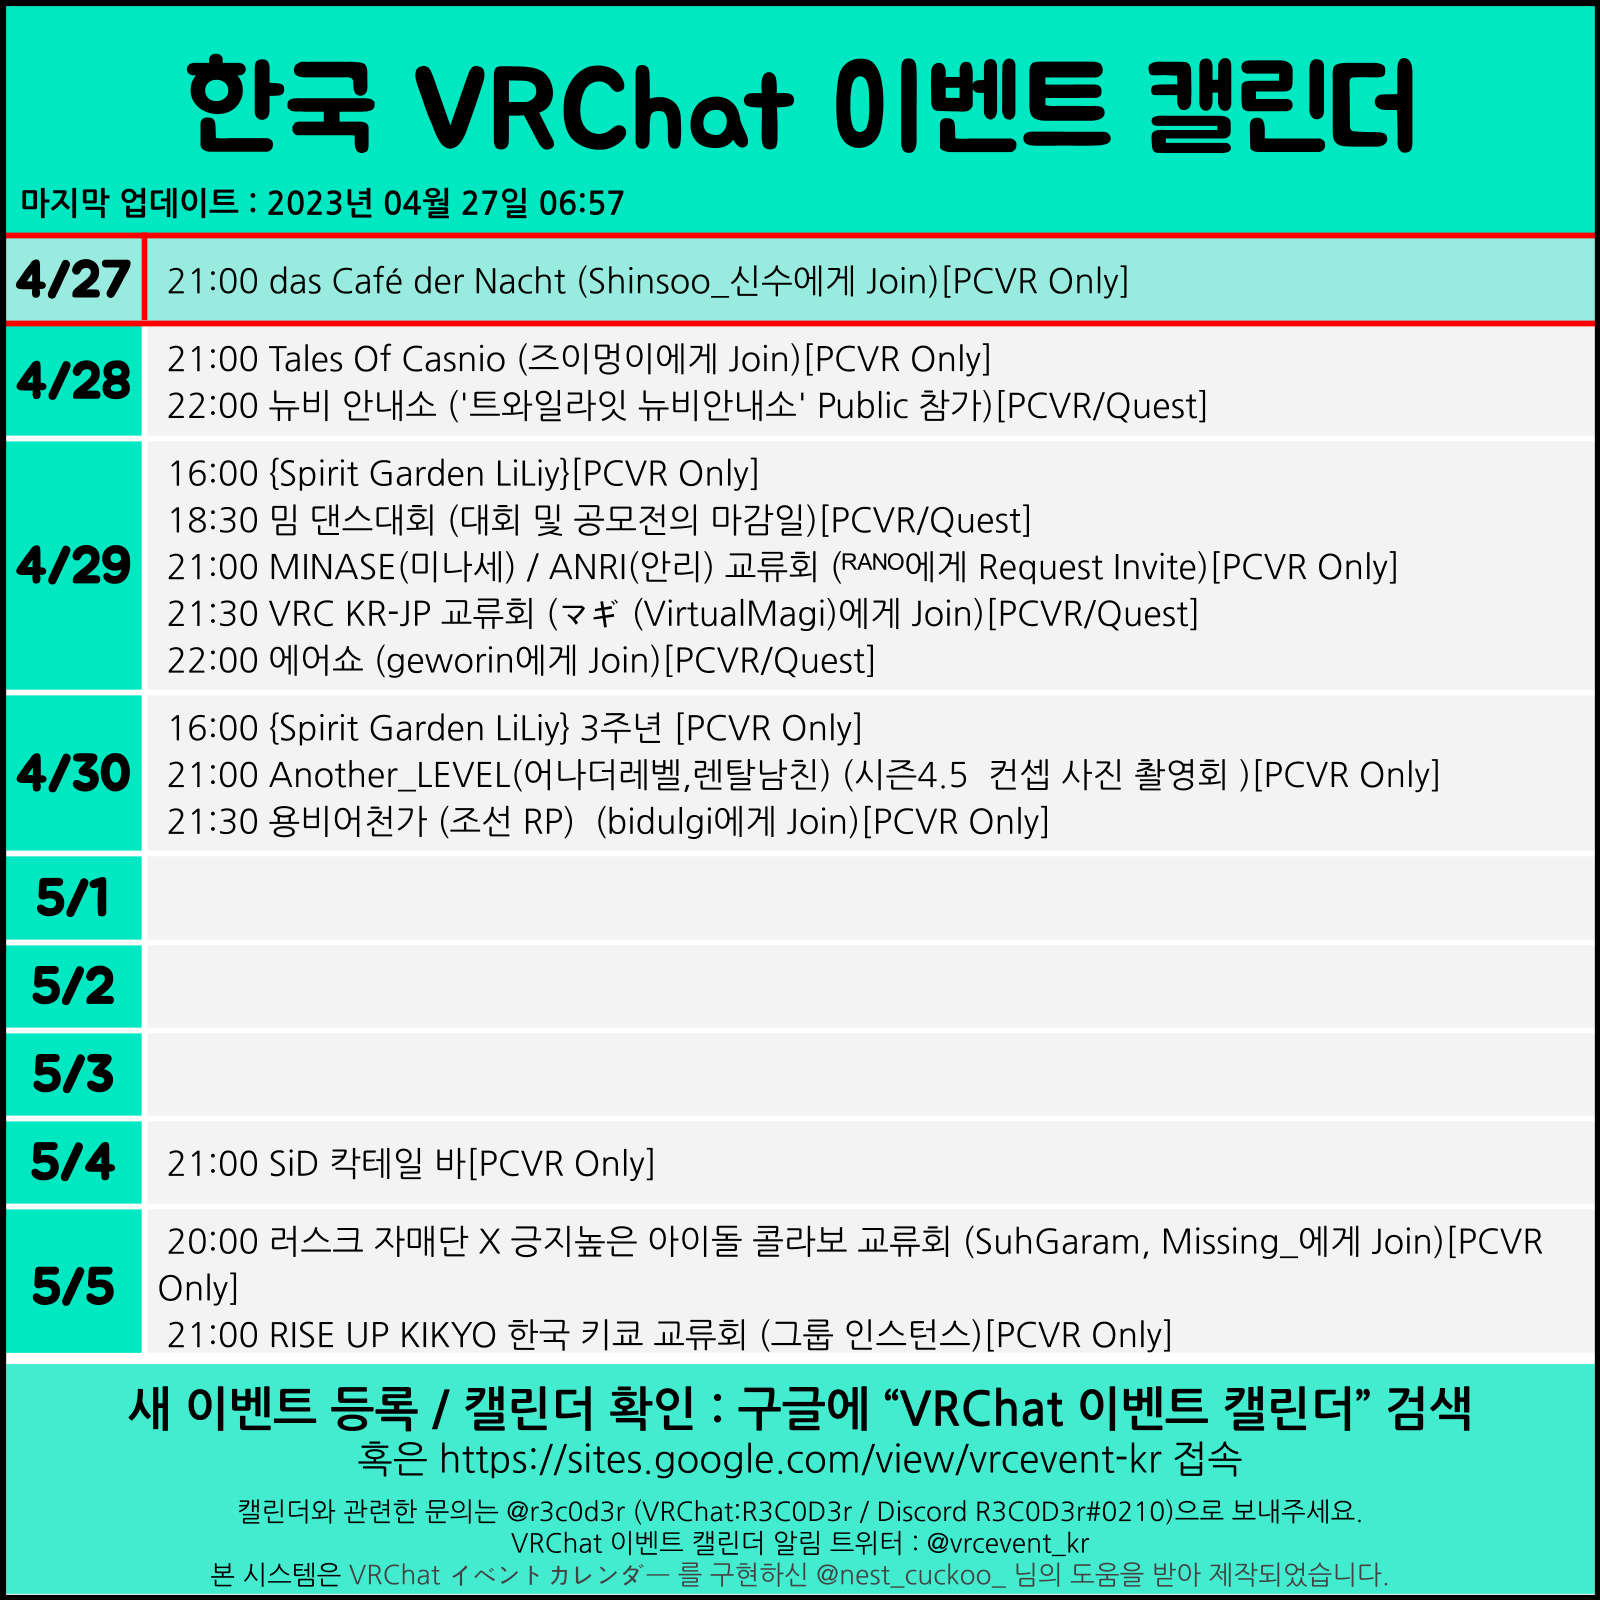 한국 VRChat 이벤트 캘린더
마지막 업데이트 : 2023년 04월 27일 06:57
4/27
21:00 das Café der Nacht (Shinsoo_신수에게 Join)[PCVR Only]
4/28
21:00 Tales Of Casnio (즈이멍이에게 Join)[PCVR Only]
22:00 뉴비 안내소 ('트와일라잇 뉴비안내소' Public 참가)[PCVR/Quest]
4/29
16:00 {Spirit Garden LiLiy}[PCVR Only]
18:30 밈 댄스대회 (대회 및 공모전의 마감일)[PCVR/Quest]
21:00 MINASE(미나세) / ANRI(안리) 교류회 (ᴿᴬᴺᴼ에게 Request Invite)[PCVR Only]
21:30 VRC KR-JP 교류회 (マギ (VirtualMagi)에게 Join)[PCVR/Quest]
22:00 에어쇼 (geworin에게 Join)[PCVR/Quest]
4/30
16:00 {Spirit Garden LiLiy} 3주년 [PCVR Only]
21:00 Another_LEVEL(어나더레벨,렌탈남친) (시즌4.5  컨셉 사진 촬영회 )[PCVR Only]
21:30 용비어천가 (조선 RP)  (bidulgi에게 Join)[PCVR Only]
5/1
5/2
5/3
5/4
21:00 SiD 칵테일 바[PCVR Only]
5/5
20:00 러스크 자매단 X 긍지높은 아이돌 콜라보 교류회 (SuhGaram, Missing_에게 Join)[PCVR
Only]
21:00 RISE UP KIKYO 한국 키쿄 교류회 (그룹 인스턴스)[PCVR Only]
새 이벤트 등록 / 캘린더 확인 : 구글에 “VRChat 이벤트 캘린더” 검색
혹은 https://sites.google.com/view/vrcevent-kr 접속
캘린더와 관련한 문의는 @r3c0d3r (VRChat:R3C0D3r / Discord R3C0D3r#0210)으로 보내주세요.
VRChat 이벤트 캘린더 알림 트위터 : @vrcevent_kr
본 시스템은 VRChat イベントカレンダー 를 구현하신 @nest_cuckoo_ 님의 도움을 받아 제작되었습니다.